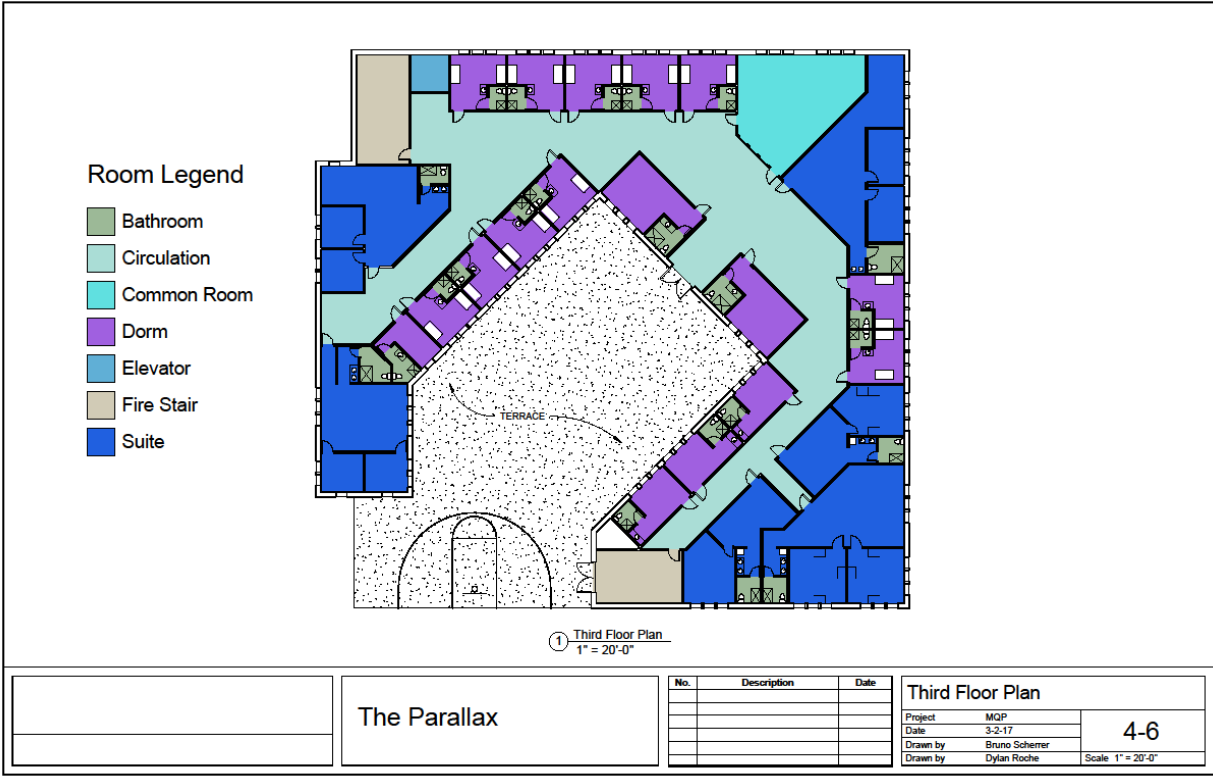 Room Legend
Bathroom
Circulation
Common Room
Dorm
Elevator
Fire Stair
Suite
TERRACE
1
Third Floor Plan
1" = 20'-0"
The Parallax
No. Description Date
Third Floor Plan
Project MQP
Date 3-2-17
Drawn by Bruno Scherrer
Drawn by Dylan Roche
4-6
Scale 1" = 20'-0"